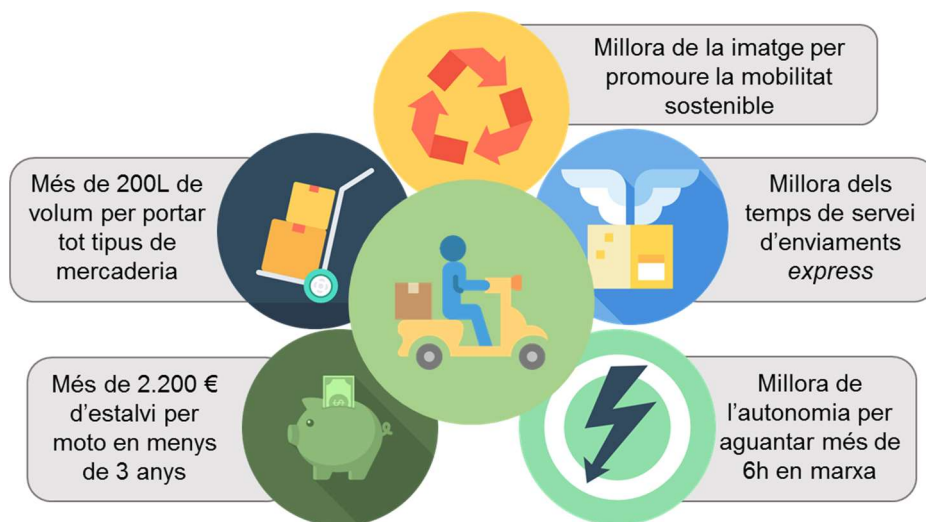 Millora de la imatge per
promoure la mobilitat
sostenible
Més de 200L de
volum per portar
tot tipus de
mercaderia
Millora dels
temps de servei
d’enviaments
express
Més de 2.200 €
d’estalvi per
moto en menys
de 3 anys
Millora de
l’autonomia per
aguantar més de
6h en marxa